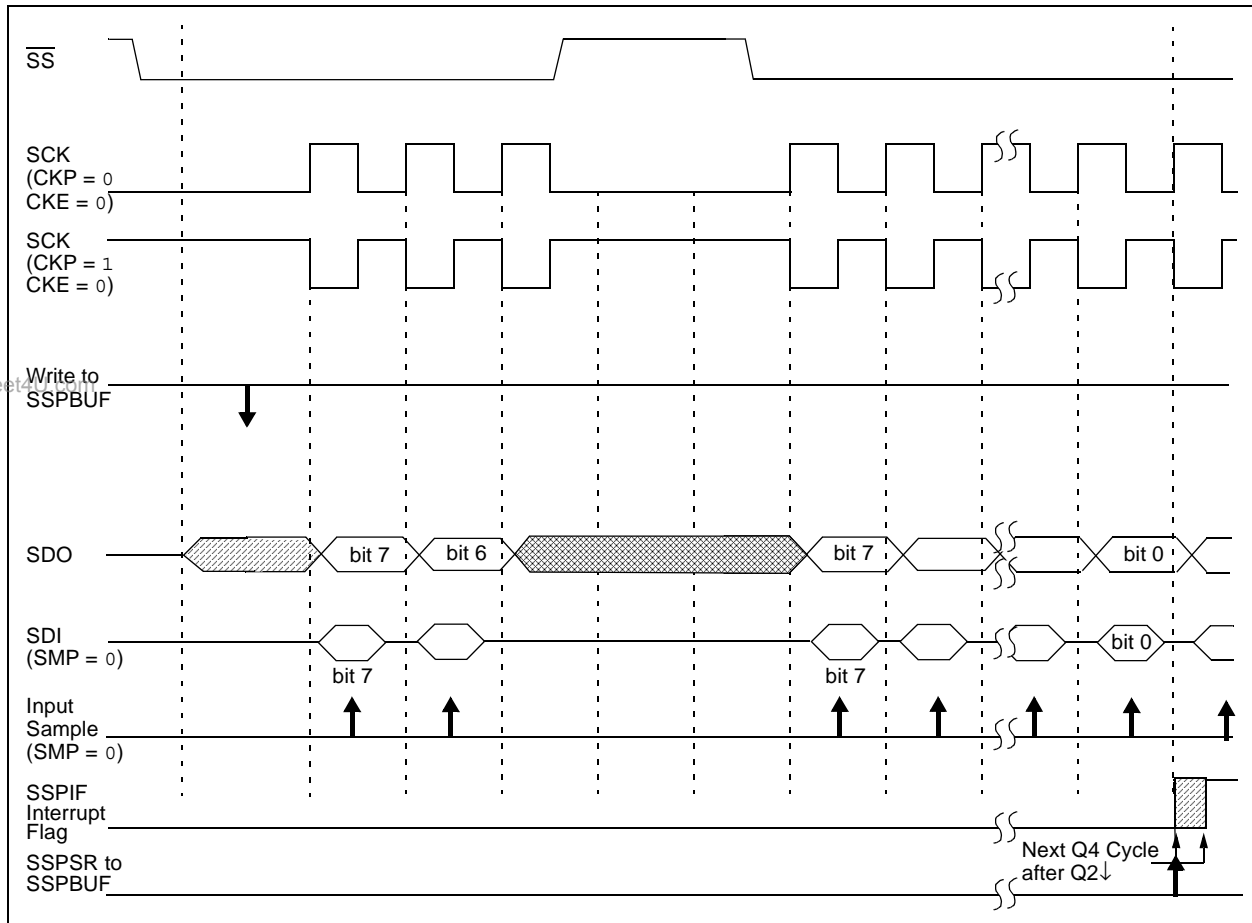 SS
SCK
(CKP = 0
CKE = 0)
SCK
(CKP = 1
CKE = 0)
Write to
SSPBUF
SDO
bit 7
bit 6
bit 7
bit 0
SDI
(SMP = 0)
bit 7
bit 7
bit 0
Input
Sample
(SMP = 0)
SSPIF
Interrupt
Flag
SSPSR to
SSPBUF
Next Q4 Cycle
after Q2↓